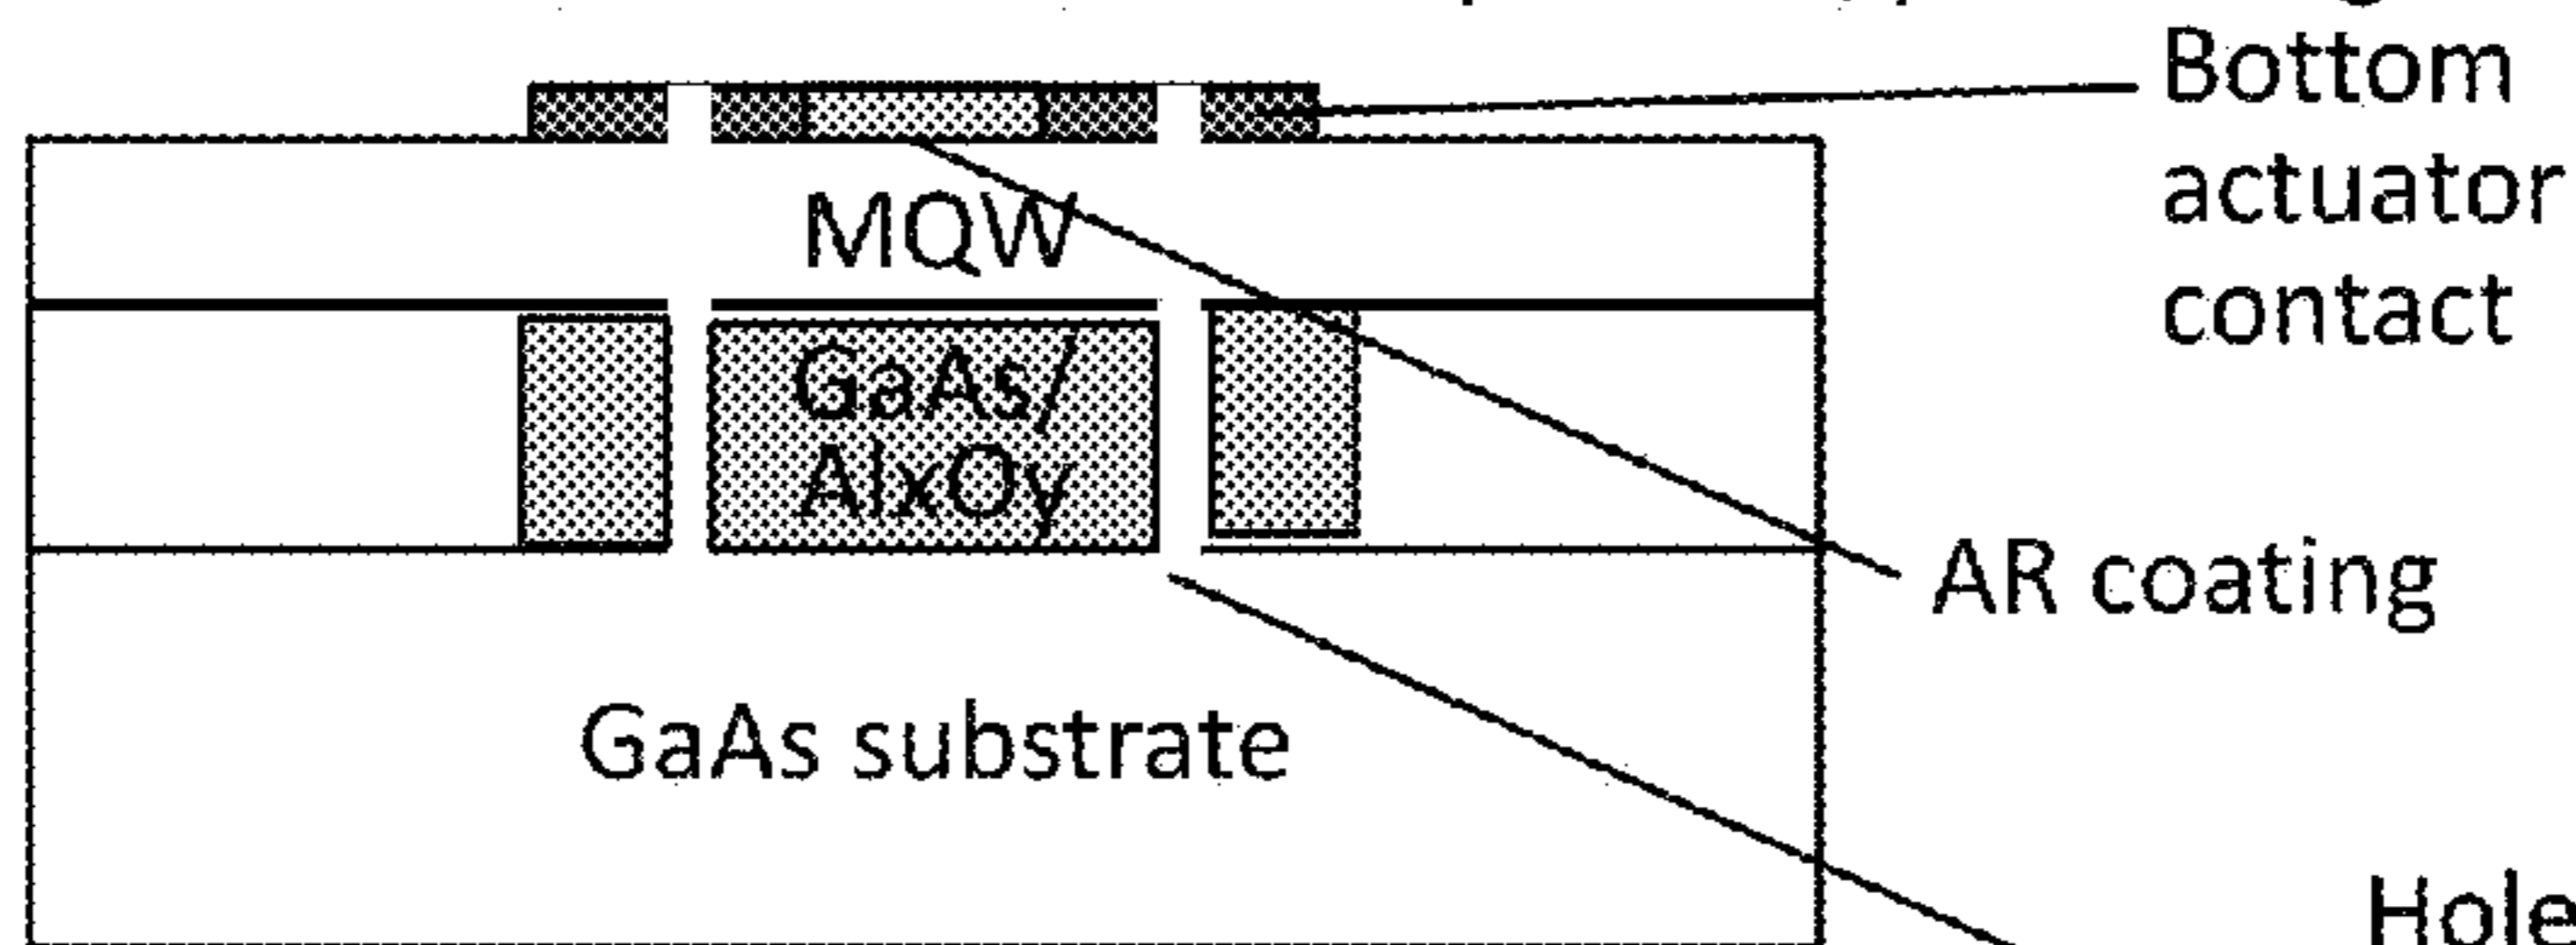 Bottom
actuator
contact
MQW
GaAs/
AlxOy
AR coating
GaAs substrate
Hole